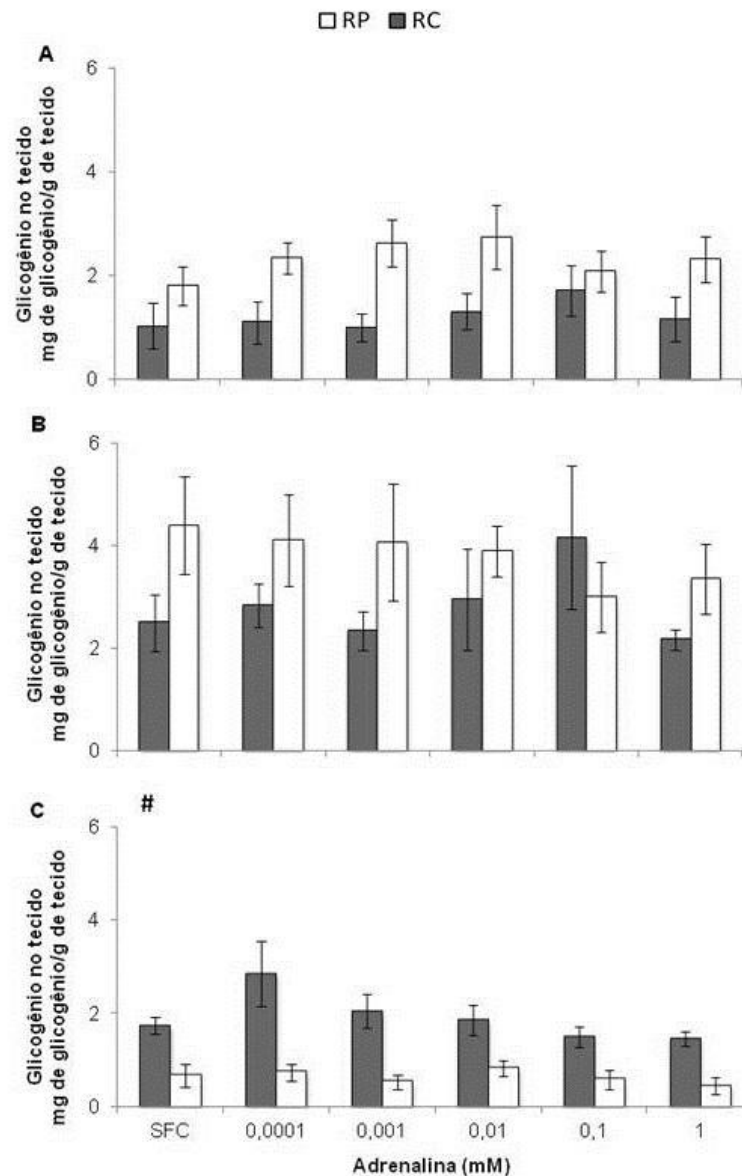 RP RC
A
Glicogênio no tecido
mg de glicogênio/g de tecido
6
4
2
0
B
Glicogênio no tecido
mg de glicogênio/g de tecido
6
4
2
0
C #
Glicogênio no tecido
mg de glicogênio/g de tecido
6
4
2
0
SFC 0,0001 0,001 0,01 0,1 1
Adrenalina (mM)